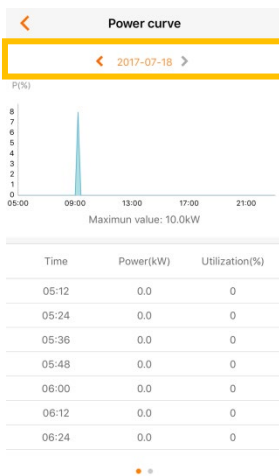 Power curve
2017-07-18
P(%)
8
7
6
5
4
3
2
1
0
05:00 09:00 13:00 17:00 21:00
Maximun value: 10.0kW
Time Power(kW) Utilization(%)
05:12 0.0 0
05:24 0.0 0
05:36 0.0 0
05:48 0.0 0
06:00 0.0 0
06:12 0.0 0
06:24 0.0 0